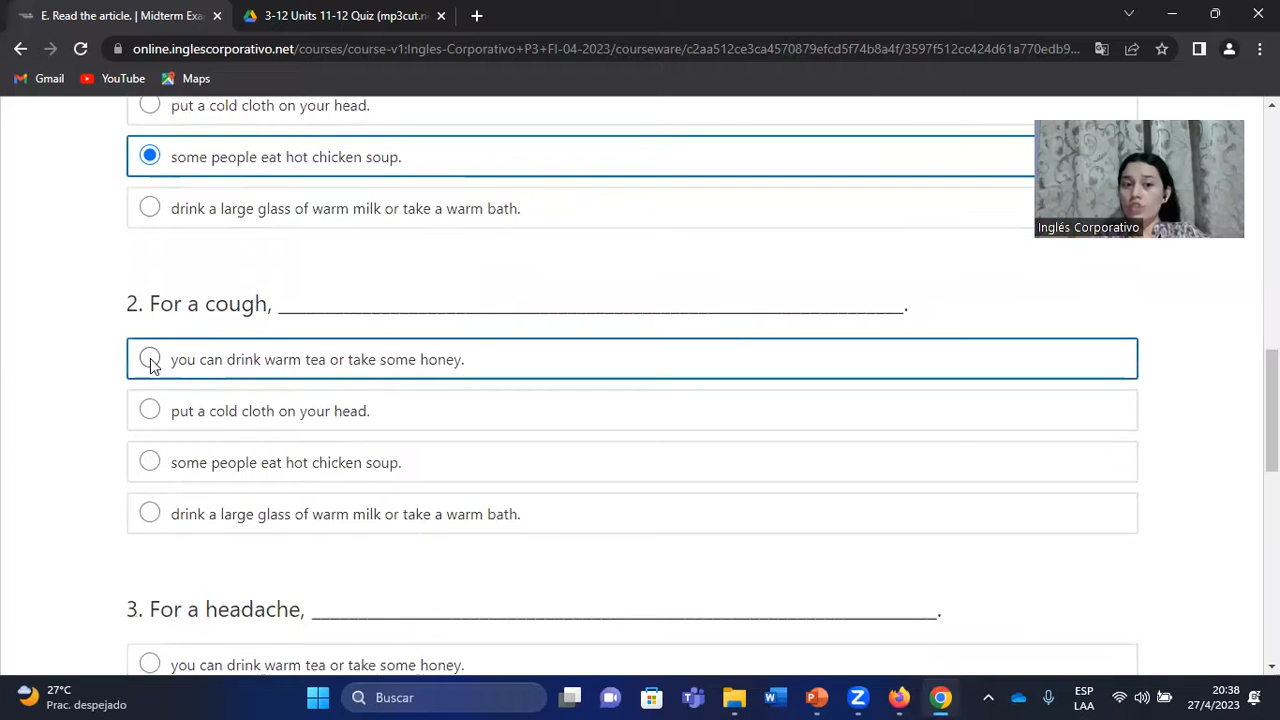 E. Read the article. | Midterm Exa
3-12 Units 11-12 Quiz (mp3cut.n
online.inglescorporativo.net/courses/course-v1:Ingles-Corporativo+P3+FI-04-2023/courseware/c2aa512ce3ca4570879efcd5f74b8a4f/3597f512cc424d61a770edb9...
Gmail YouTube Maps
put a cold cloth on your head.
some people eat hot chicken soup.
drink a large glass of warm milk or take a warm bath.
Inglés Corporativo
2. For a cough, ______________.
you can drink warm tea or take some honey.
put a cold cloth on your head.
some people eat hot chicken soup.
drink a large glass of warm milk or take a warm bath.
3. For a headache, ______________.
you can drink warm tea or take some honey.
27°C
Prac. despejado
Buscar
ESP
LAA
20:38
27/4/2023